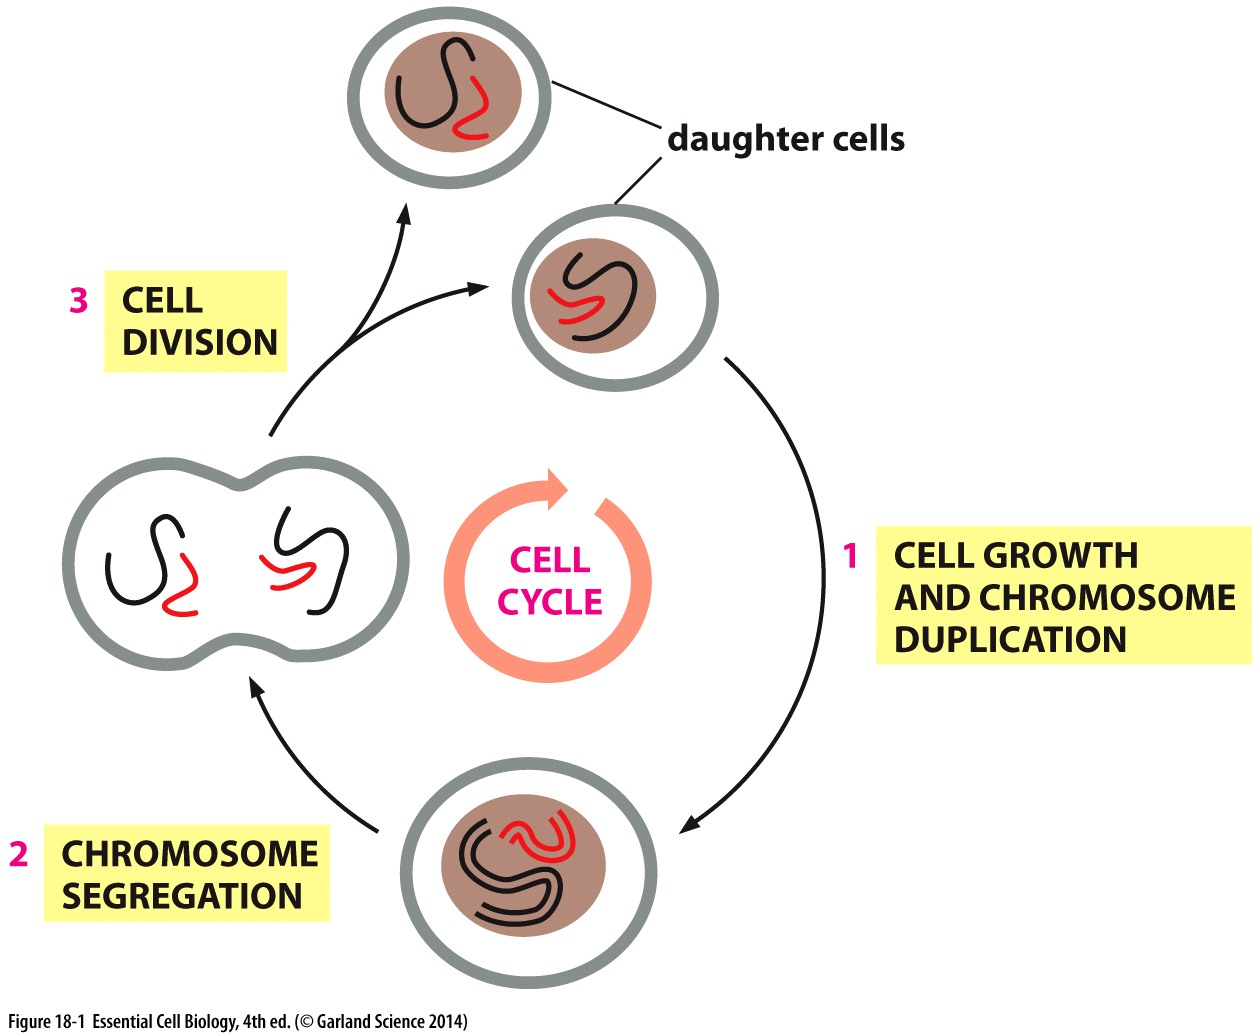 daughter cells
3 CELL
DIVISION
CELL
CYCLE
1 CELL GROWTH
AND CHROMOSOME
DUPLICATION
2 CHROMOSOME
SEGREGATION
Figure 18-1 Essential Cell Biology, 4th ed. (© Garland Science 2014)